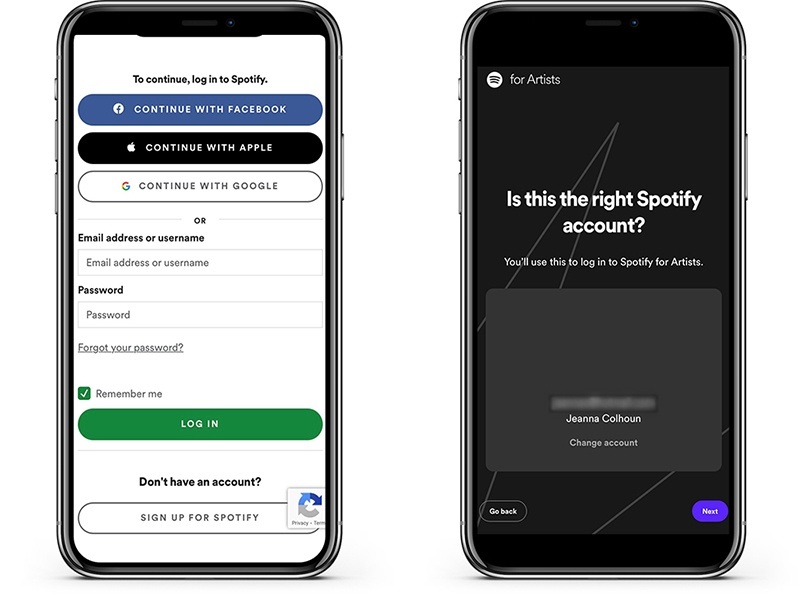 To continue, log in to Spotify.
CONTINUE WITH FACEBOOK
CONTINUE WITH APPLE
CONTINUE WITH GOOGLE
OR
Email address or username
Email address or username
Password
Password
Forgot your password?
Remember me
LOG IN
Don't have an account?
SIGN UP FOR SPOTIFY
Privacy - Term
for Artists
Is this the right Spotify
account?
You'll use this to log in to Spotify for Artists.
Jeanna Colhoun
Change account
Go back
Next